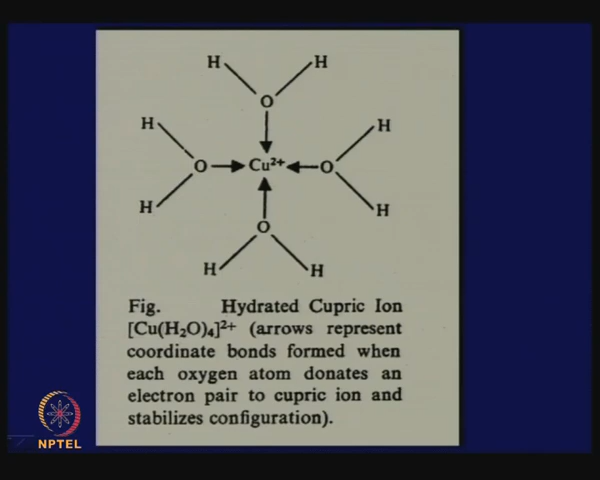 H H
O
H H
O Cu²⁺ O
H H
O
H H
Fig. Hydrated Cupric Ion
[Cu(H₂O)₄]²⁺ (arrows represent
coordinate bonds formed when
each oxygen atom donates an
electron pair to cupric ion and
stabilizes configuration).
NPTEL